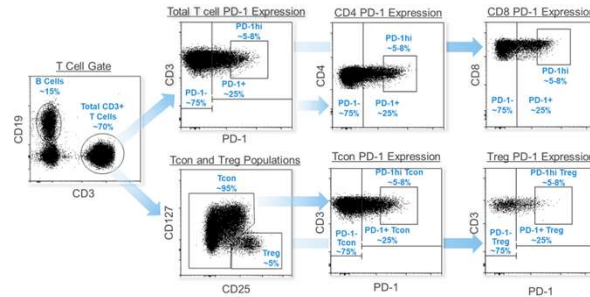 Total T cell PD-1 Expression
CD4 PD-1 Expression
CD8 PD-1 Expression
PD-1hi
~5-8%
PD-1hi
~5-8%
PD-1hi
~5-8%
T Cell Gate
B Cells
~15%
Total CD3+
T Cells
~70%
CD19
CD3
CD3
PD-1-
~75%
PD-1+
~25%
PD-1
CD4
PD-1-
~75%
PD-1+
~25%
CD8
PD-1-
~75%
PD-1+
~25%
Tcon and Treg Populations
Tcon PD-1 Expression
Treg PD-1 Expression
Tcon
~95%
CD127
Treg
~5%
CD25
PD-1hi Tcon
~5-8%
CD3
PD-1-
Tcon
~75%
PD-1+ Tcon
~25%
PD-1
PD-1hi Treg
~5-8%
CD3
PD-1-
Treg
~75%
PD-1+ Treg
~25%
PD-1